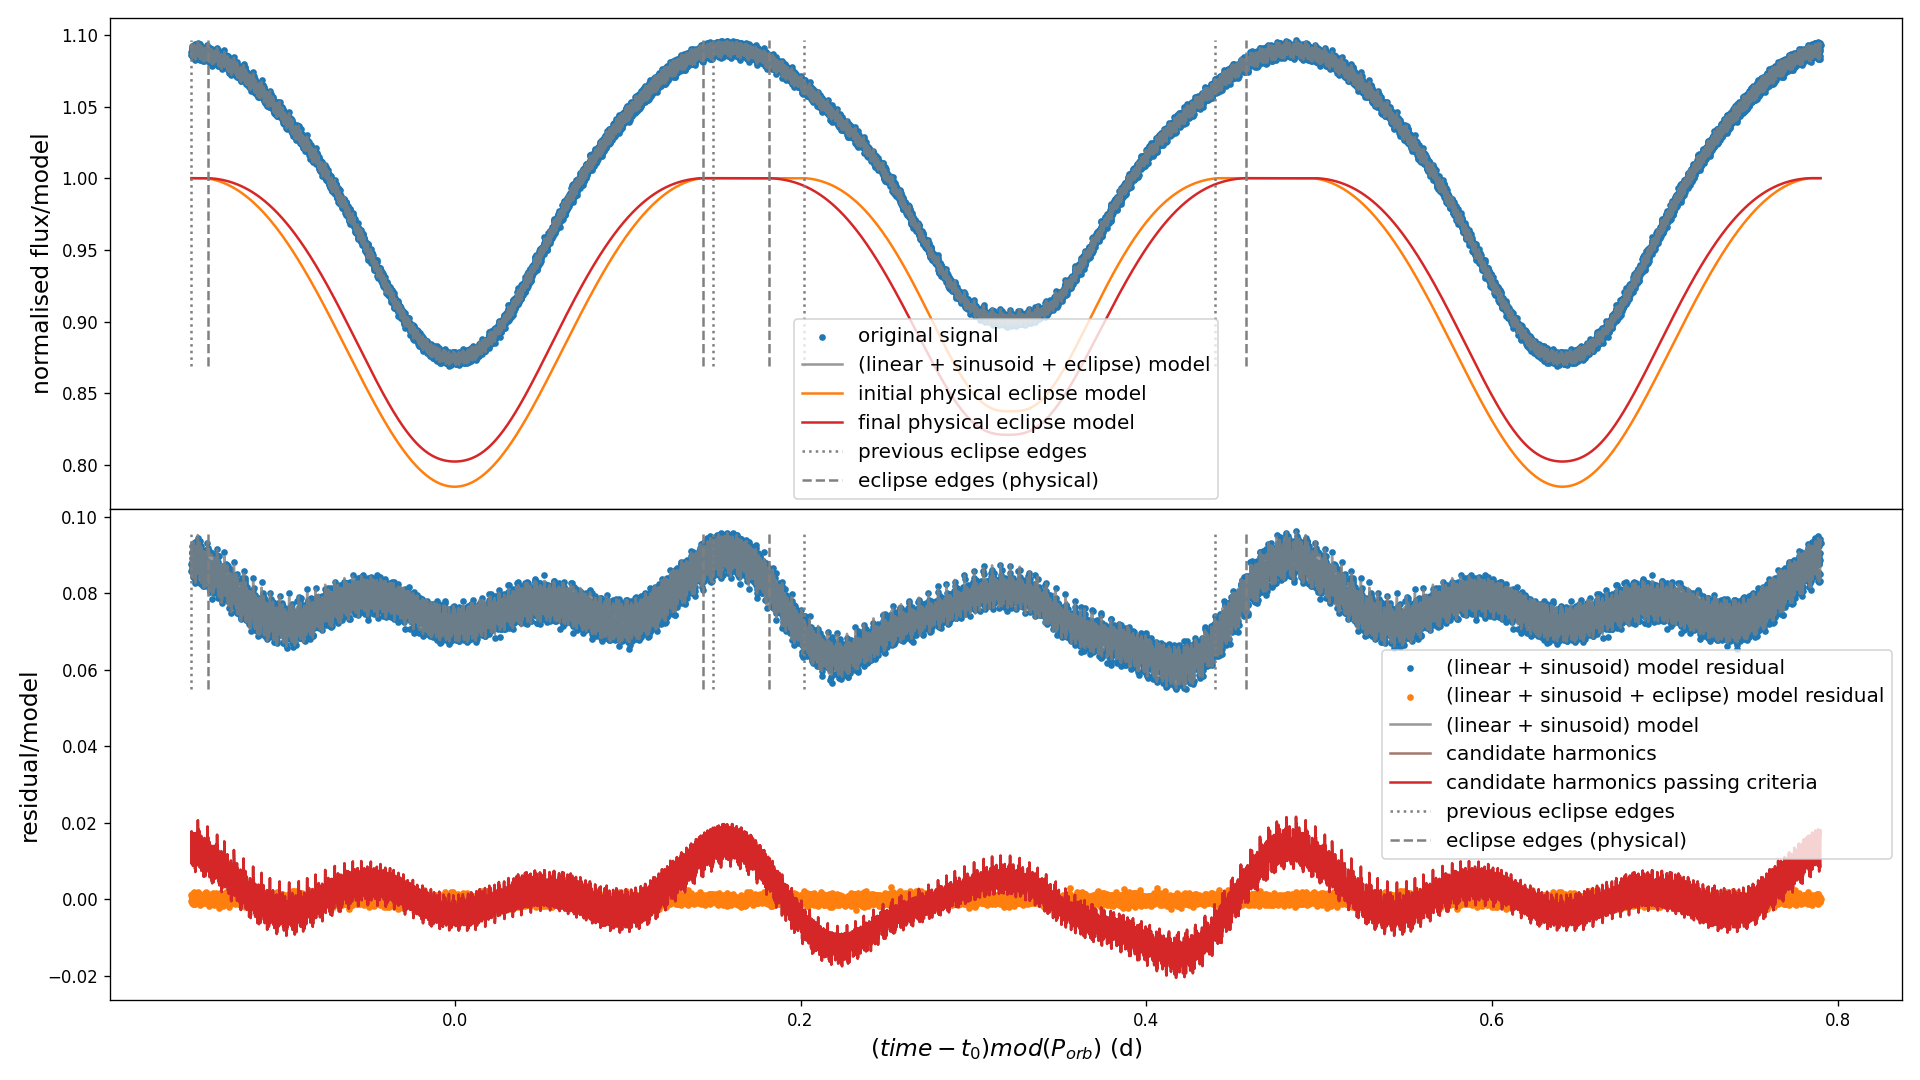 normalised flux/model
1.10
1.05
1.00
0.95
0.90
0.85
0.80
original signal
(linear + sinusoid + eclipse) model
initial physical eclipse model
final physical eclipse model
previous eclipse edges
eclipse edges (physical)
residual/model
0.10
0.08
0.06
0.04
0.02
0.00
−0.02
(linear + sinusoid) model residual
(linear + sinusoid + eclipse) model residual
(linear + sinusoid) model
candidate harmonics
candidate harmonics passing criteria
previous eclipse edges
eclipse edges (physical)
0.0 0.2 0.4 0.6 0.8
(time − t₀)mod(P_orb) (d)